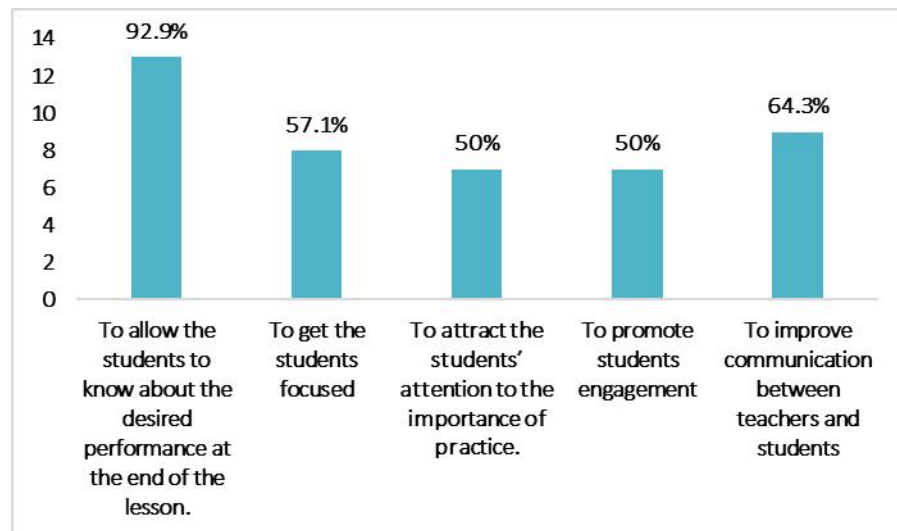 14
12
10
8
6
4
2
0
92.9%
57.1%
50%
50%
64.3%
To allow the
students to
know about the
desired
performance at
the end of the
lesson.
To get the
students
focused
To attract the
students’
attention to the
importance of
practice.
To promote
students
engagement
To improve
communication
between
teachers and
students